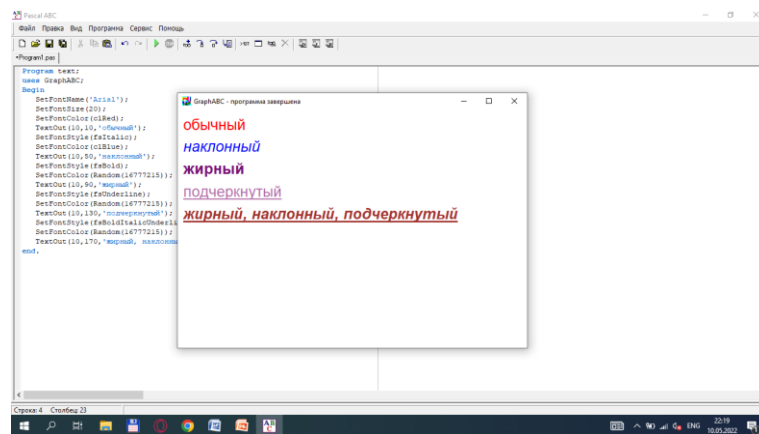 Pascal ABC
Файл Правка Вид Программа Сервис Помощь
•Program1.pas
Program text;
uses GraphABC;
Begin
SetFontName('Arial');
SetFontSize(20);
SetFontColor(clRed);
TextOut(10,10,'обычный');
SetFontStyle(fsItalic);
SetFontColor(clBlue);
TextOut(10,50,'наклонный');
SetFontStyle(fsBold);
SetFontColor(Random(16777215));
TextOut(10,90,'жирный');
SetFontStyle(fsUnderline);
SetFontColor(Random(16777215));
TextOut(10,130,'подчеркнутый');
SetFontStyle(fsBoldItalicUnderli
SetFontColor(Random(16777215));
TextOut(10,170,'жирный, наклонны
end.
GraphABC - программа завершена
обычный
наклонный
жирный
подчеркнутый
жирный, наклонный, подчеркнутый
Строка: 4 Столбец: 23
ENG
22:19
10.05.2022